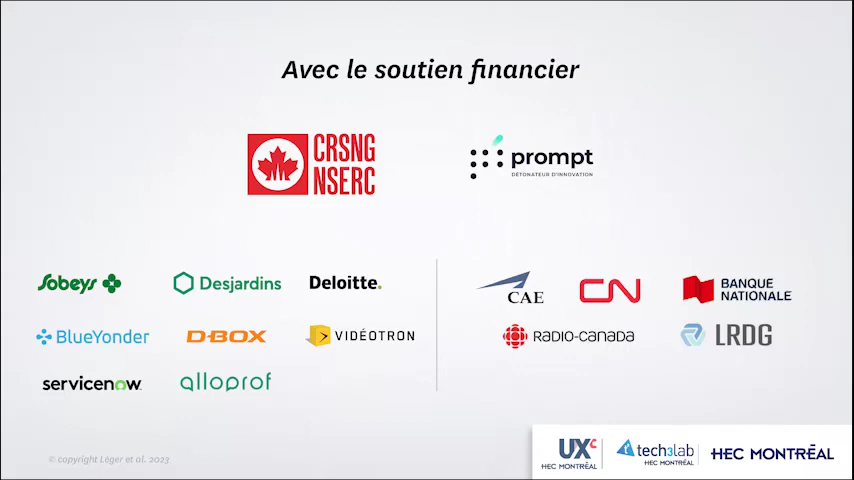 Avec le soutien financier
CRSNG
NSERC
prompt
DÉTONATEUR D'INNOVATION
Sobeys
Desjardins
Deloitte.
BlueYonder
D-BOX
VIDÉOTRON
servicenow
alloprof
CAE
CN
BANQUE
NATIONALE
RADIO-CANADA
LRDG
© copyright Léger et al. 2023
UXC
HEC MONTRÉAL
tech3lab
HEC MONTRÉAL
HEC MONTRÉAL